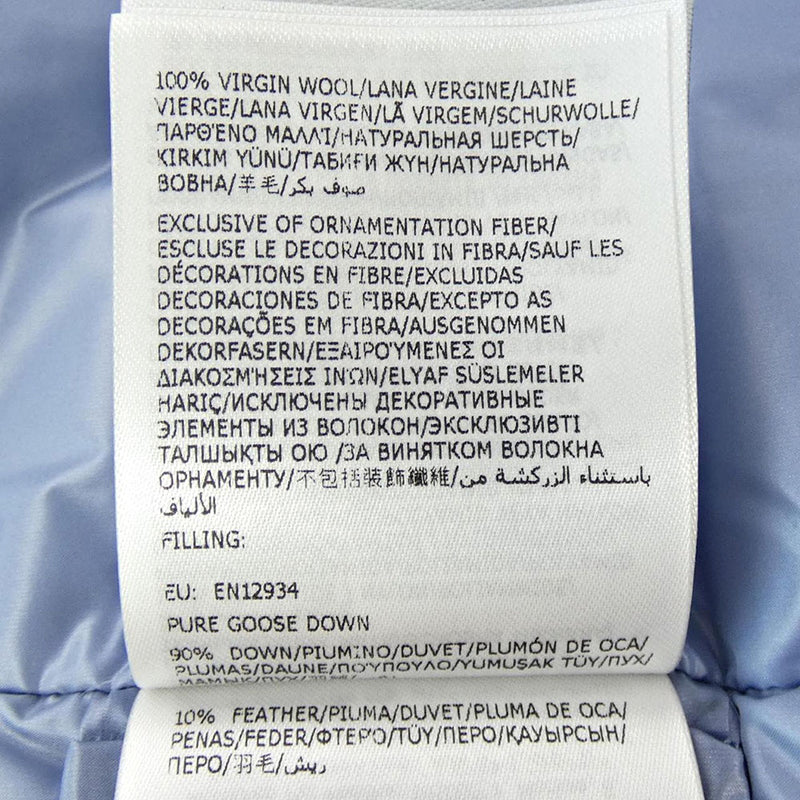 100% VIRGIN WOOL/LANA VERGINE/LAINE
VIERGE/LANA VIRGEN/LÃ VIRGEM/SCHURWOLLE/
ΠΑΡΘΈΝΟ ΜΑΛΛΊ/НАТУРАЛЬНАЯ ШЕРСТЬ/
KIRKIM YÜNÜ/ТАБИҒИ ЖҮН/НАТУРАЛЬНА
ВОВНА/羊毛/صوف بكر
EXCLUSIVE OF ORNAMENTATION FIBER/
ESCLUSE LE DECORAZIONI IN FIBRA/SAUF LES
DÉCORATIONS EN FIBRE/EXCLUIDAS
DECORACIONES DE FIBRA/EXCEPTO AS
DECORAÇÕES EM FIBRA/AUSGENOMMEN
DEKORFASERN/ΕΞΑΙΡΟΎΜΕΝΕΣ ΟΙ
ΔΙΑΚΟΣΜΉΣΕΙΣ ΙΝΏΝ/ELYAF SÜSLEMELER
HARIÇ/ИСКЛЮЧЕНЫ ДЕКОРАТИВНЫЕ
ЭЛЕМЕНТЫ ИЗ ВОЛОКОН/ЭКСКЛЮЗИВТІ
ТАЛШЫҚТЫ ОЮ /ЗА ВИНЯТКОМ ВОЛОКНА
ОРНАМЕНТУ/不包括装飾纖維/باستثناء الزركشة من
الألياف
FILLING:
EU: EN12934
PURE GOOSE DOWN
90% DOWN/PIUMINO/DUVET/PLUMÓN DE OCA/
PLUMAS/DAUNE/ΠΟΎΠΟΥΛΟ/YUMUŞAK TÜY/ПУХ/
10% FEATHER/PIUMA/DUVET/PLUMA DE OCA/
PENAS/FEDER/ΦΤΕΡΌ/TÜY/ПЕРО/ҚАУЫРСЫН/
ПЕРО/羽毛/ريش